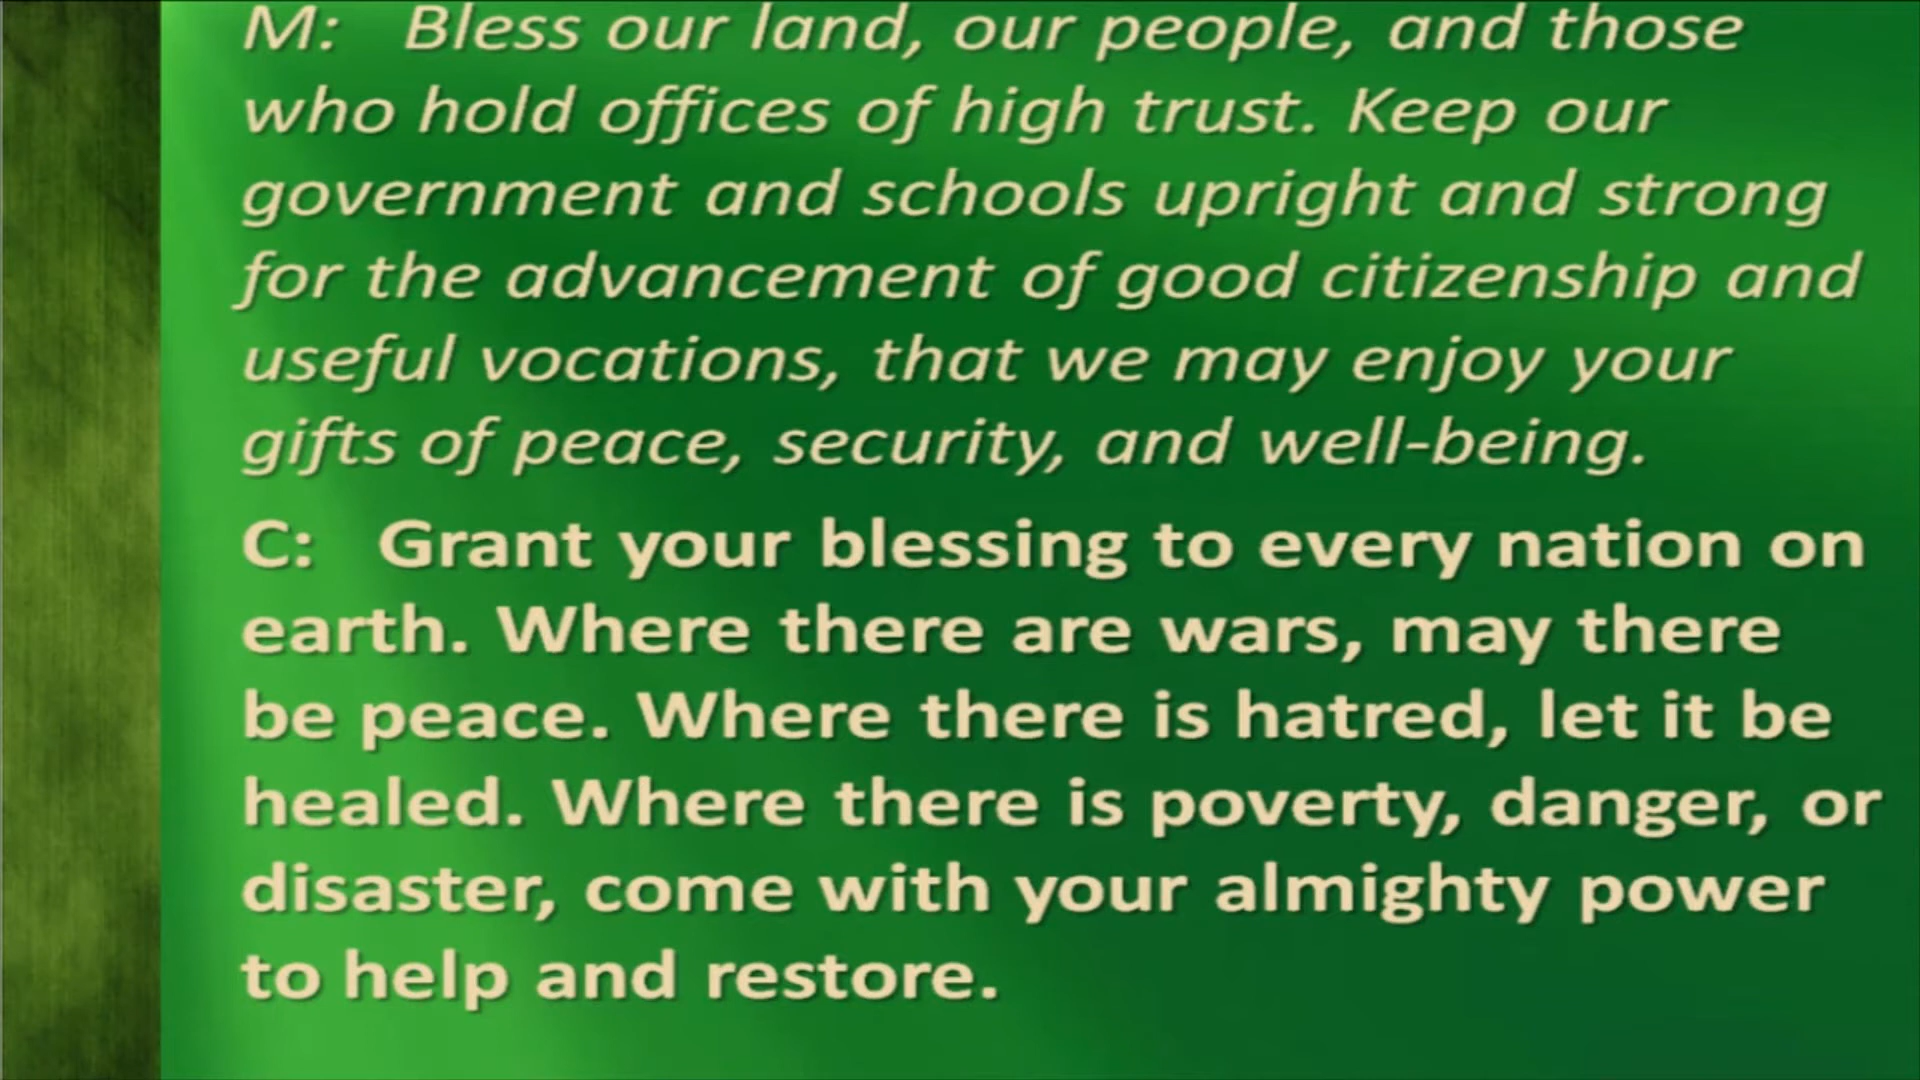 M: Bless our land, our people, and those
who hold offices of high trust. Keep our
government and schools upright and strong
for the advancement of good citizenship and
useful vocations, that we may enjoy your
gifts of peace, security, and well-being.
C: Grant your blessing to every nation on
earth. Where there are wars, may there
be peace. Where there is hatred, let it be
healed. Where there is poverty, danger, or
disaster, come with your almighty power
to help and restore.